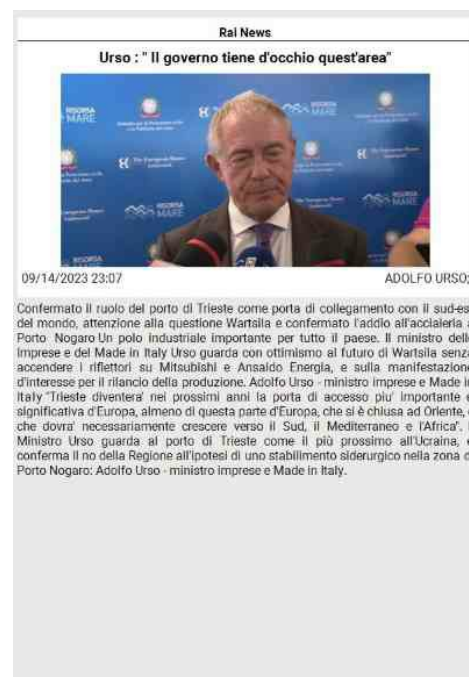 Rai News
Urso : " Il governo tiene d'occhio quest'area"
RISORSA
MARE
The European House
RISORSA
MARE
09/14/2023 23:07
ADOLFO URSO;
Confermato il ruolo del porto di Trieste come porta di collegamento con il sud-es
del mondo, attenzione alla questione Wartsila e confermato l'addio all'acciaieria a
Porto Nogaro Un polo industriale importante per tutto il paese. Il ministro delle
Imprese e del Made in Italy Urso guarda con ottimismo al futuro di Wartsila senza
accendere i riflettori su Mitsubishi e Ansaldo Energia, e sulla manifestazione
d'interesse per il rilancio della produzione. Adolfo Urso - ministro imprese e Made in
Italy "Trieste diventera' nei prossimi anni la porta di accesso piu' importante e
significativa d'Europa, almeno di questa parte d'Europa, che si è chiusa ad Oriente, e
che dovra' necessariamente crescere verso il Sud, il Mediterraneo e l'Africa".
Ministro Urso guarda al porto di Trieste come il più prossimo all'Ucraina, e
conferma il no della Regione all'ipotesi di uno stabilimento siderurgico nella zona d
Porto Nogaro: Adolfo Urso - ministro imprese e Made in Italy.